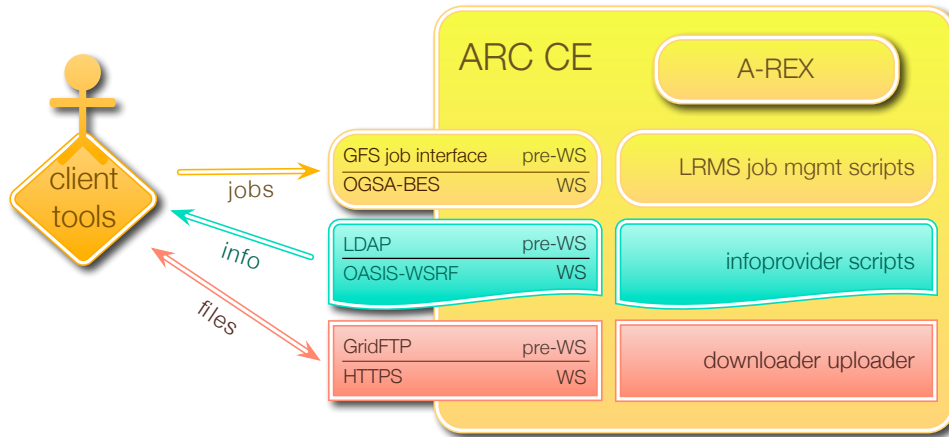 ARC CE
A-REX
client
tools
jobs
info
files
GFS job interface pre-WS
OGSA-BES WS
LRMS job mgmt scripts
LDAP pre-WS
OASIS-WSRF WS
infoprovider scripts
GridFTP pre-WS
HTTPS WS
downloader uploader